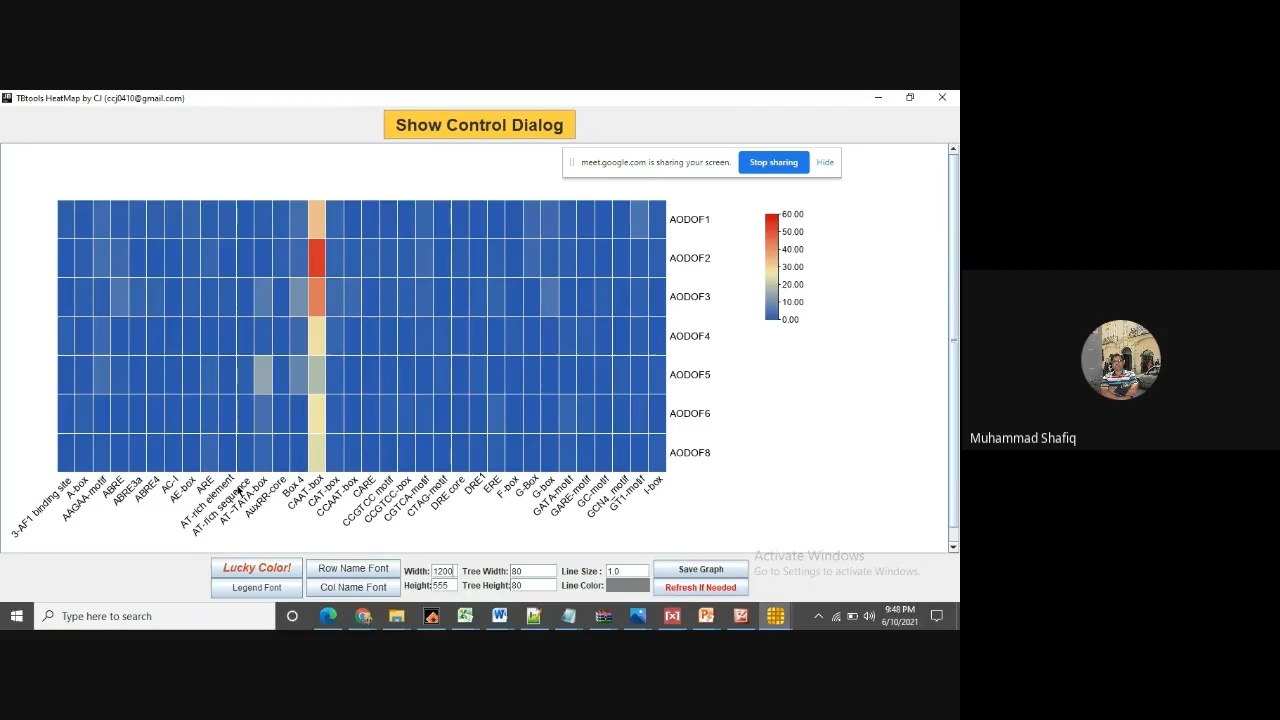 TBtools HeatMap by CJ (ccj0410@gmail.com)
Show Control Dialog
meet.google.com is sharing your screen.
Stop sharing
Hide
AODOF1
AODOF2
AODOF3
AODOF4
AODOF5
AODOF6
AODOF8
60.00
50.00
40.00
30.00
20.00
10.00
0.00
3-AF1 binding site
A-box
AAGAA-motif
ABRE
ABRE3a
ABRE4
AC-I
AE-box
ARE
AT-rich element
AT-rich sequence
AT~TATA-box
AuxRR-core
Box 4
CAAT-box
CAT-box
CCAAT-box
CARE
CCGTCC motif
CCGTCC-box
CGTCA-motif
CTAG-motif
DRE core
DRE1
ERE
F-box
G-Box
G-box
GATA-motif
GARE-motif
GC-motif
GCN4_motif
GT1-motif
I-box
Lucky Color!
Legend Font
Row Name Font
Col Name Font
Width: 1200
Height: 555
Tree Width: 80
Tree Height: 80
Line Size : 1.0
Line Color:
Save Graph
Refresh If Needed
Activate Windows
Go to Settings to activate Windows.
Type here to search
9:48 PM
6/10/2021
Muhammad Shafiq